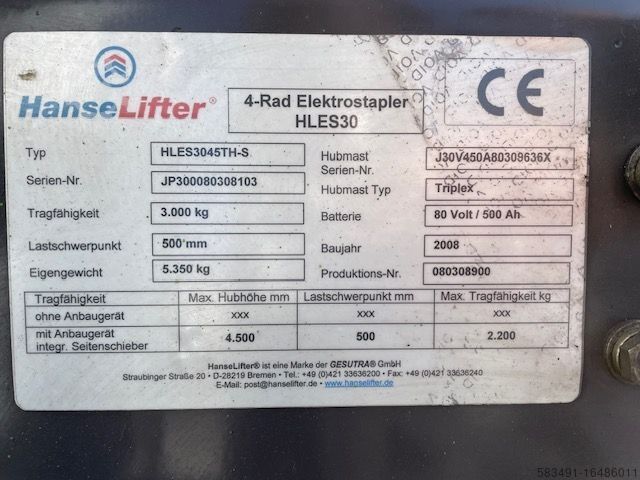 HanseLifter®
4-Rad Elektrostapler
HLES30
CE
Typ HLES3045TH-S
Serien-Nr. JP300080308103
Tragfähigkeit 3.000 kg
Lastschwerpunkt 500 mm
Eigengewicht 5.350 kg
Hubmast Serien-Nr. J30V450A80309636X
Hubmast Typ Triplex
Batterie 80 Volt / 500 Ah
Baujahr 2008
Produktions-Nr. 080308900
Tragfähigkeit Max. Hubhöhe mm Lastschwerpunkt mm Max. Tragfähigkeit kg
ohne Anbaugerät xxx xxx xxx
mit Anbaugerät integr. Seitenschieber 4.500 500 2.200
HanseLifter® ist eine Marke der GESUTRA® GmbH
Straubinger Straße 20 • D-28219 Bremen • Tel.: +49 (0)421 33636200 • Fax: +49 (0)421 33636240
E-Mail: post@hanselifter.de • www.hanselifter.de
583491-16486011